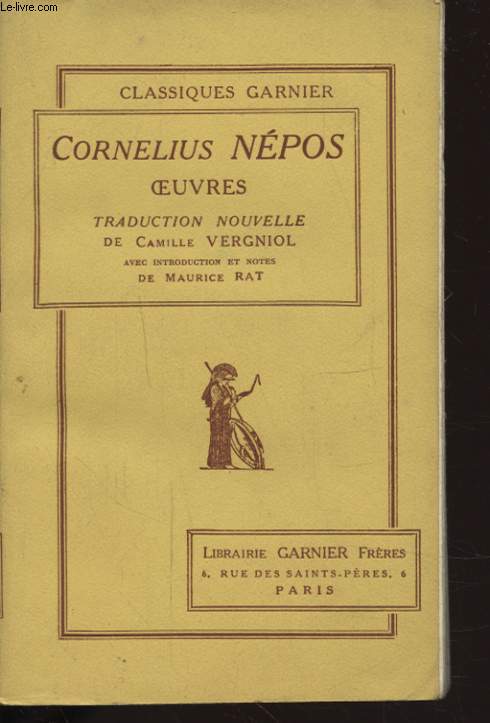 Le-livre.com
CLASSIQUES GARNIER
CORNELIUS NÉPOS
ŒUVRES
TRADUCTION NOUVELLE
DE CAMILLE VERGNIOL
AVEC INTRODUCTION ET NOTES
DE MAURICE RAT
LIBRAIRIE GARNIER FRÈRES
6, RUE DES SAINTS-PÈRES, 6
PARIS